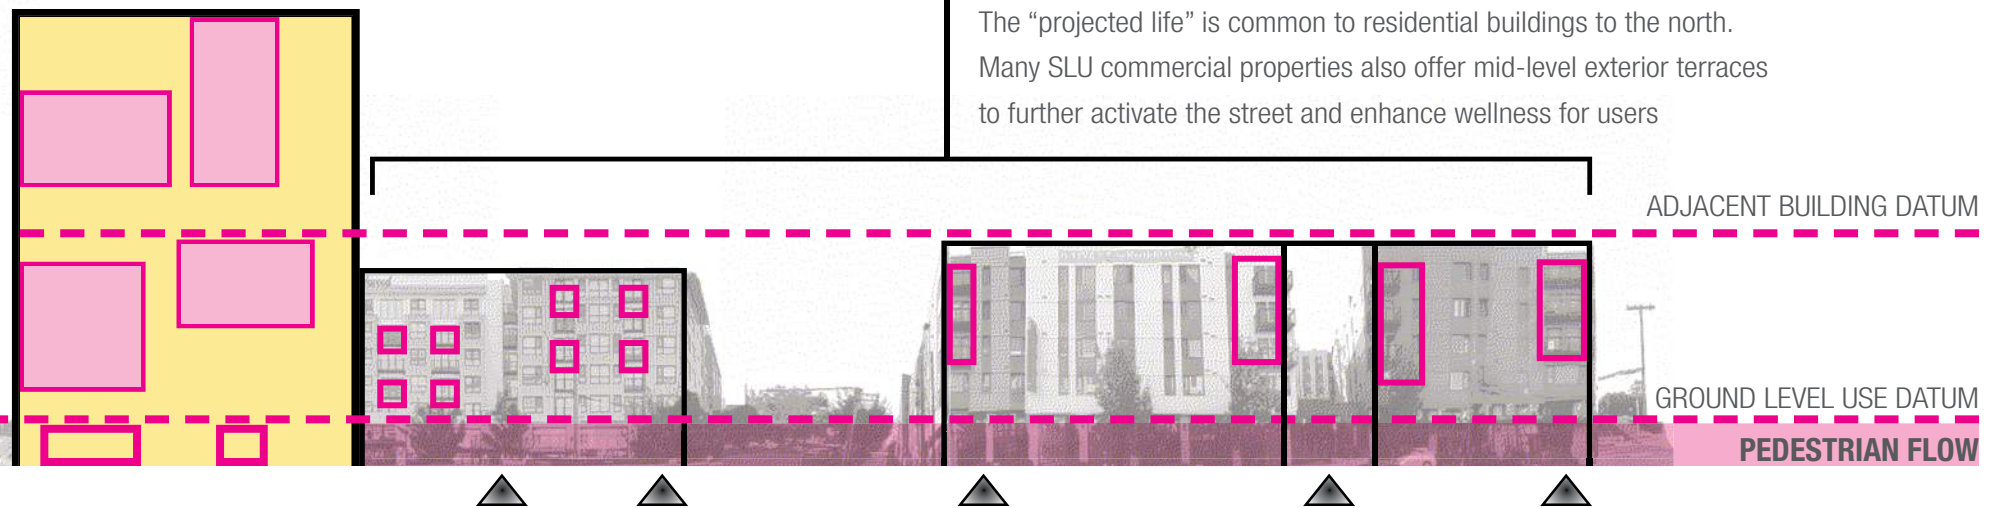 The “projected life” is common to residential buildings to the north.
Many SLU commercial properties also offer mid-level exterior terraces
to further activate the street and enhance wellness for users
ADJACENT BUILDING DATUM
GROUND LEVEL USE DATUM
PEDESTRIAN FLOW